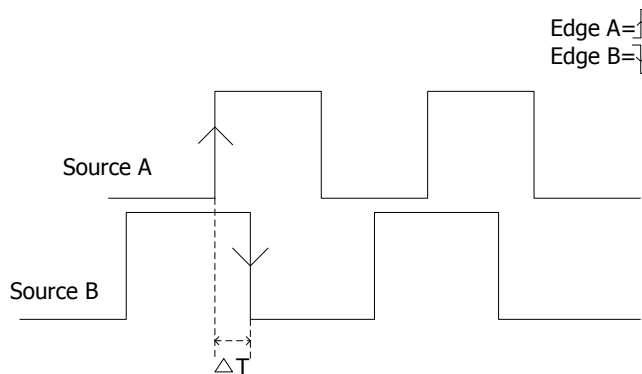 Edge A=
Edge B=
Source A
Source B
△T